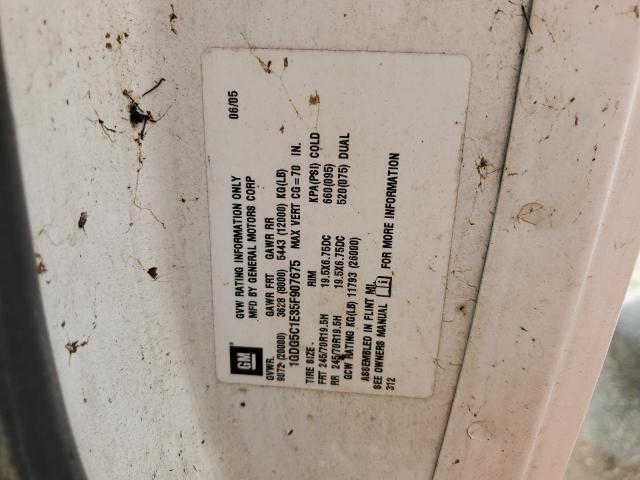 GM
GVW RATING INFORMATION ONLY
MFD BY GENERAL MOTORS CORP 06/05
GVWR GAWR FRT GAWR RR
9072 (20000) 3628 (8000) 5443 (12000) KG(LB)
1GDG5C1E35F907675 MAX VERT CG=70 IN.
TIRE SIZE RIM KPA(PSI) COLD
FRT 245/70R19.5H 19.5X6.75DC 660(095)
RR 245/70R19.5H 19.5X6.75DC 520(075) DUAL
GCW RATING KG(LB) 11793 (26000)
ASSEMBLED IN FLINT MI.
SEE OWNERS MANUAL FOR MORE INFORMATION
312